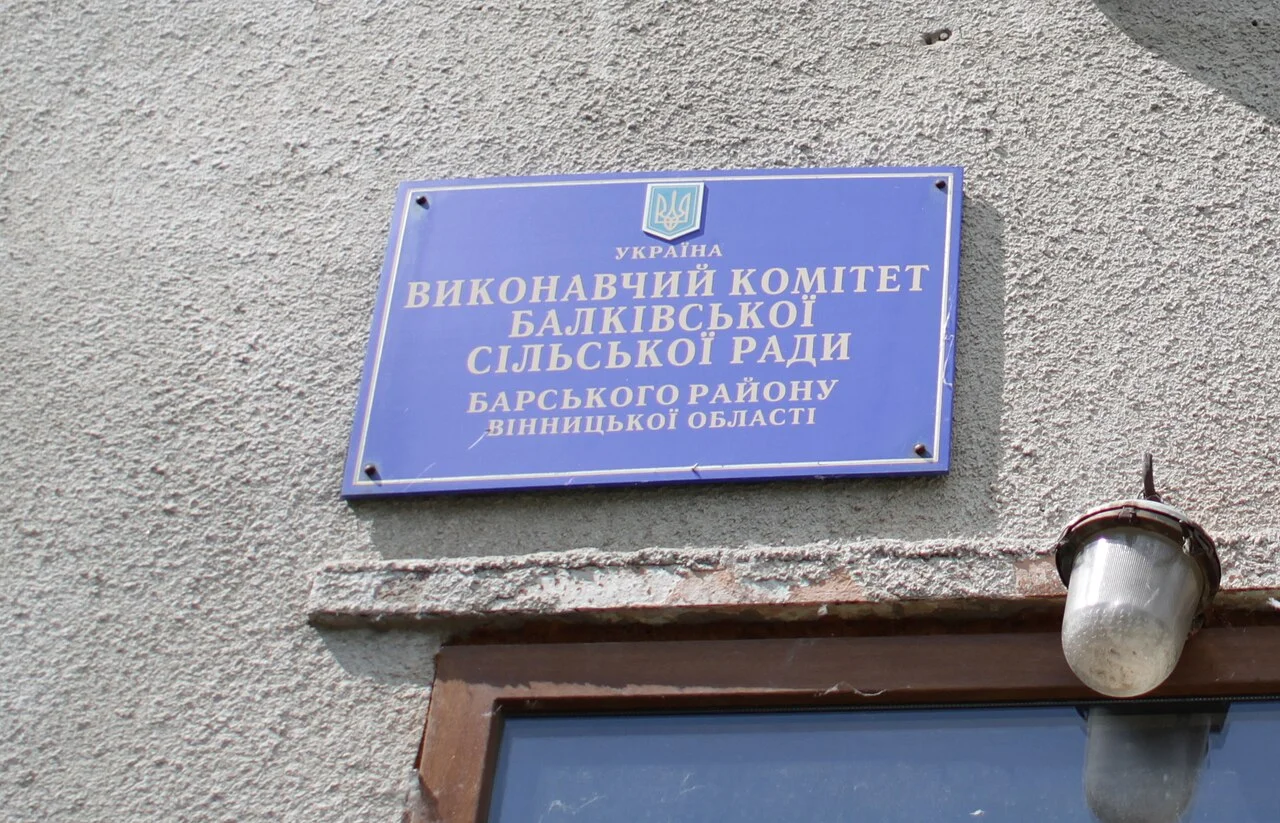 УКРАЇНА
ВИКОНАВЧИЙ КОМІТЕТ
БАЛКІВСЬКОЇ
СІЛЬСЬКОЇ РАДИ
БАРСЬКОГО РАЙОНУ
ВІННИЦЬКОЇ ОБЛАСТІ